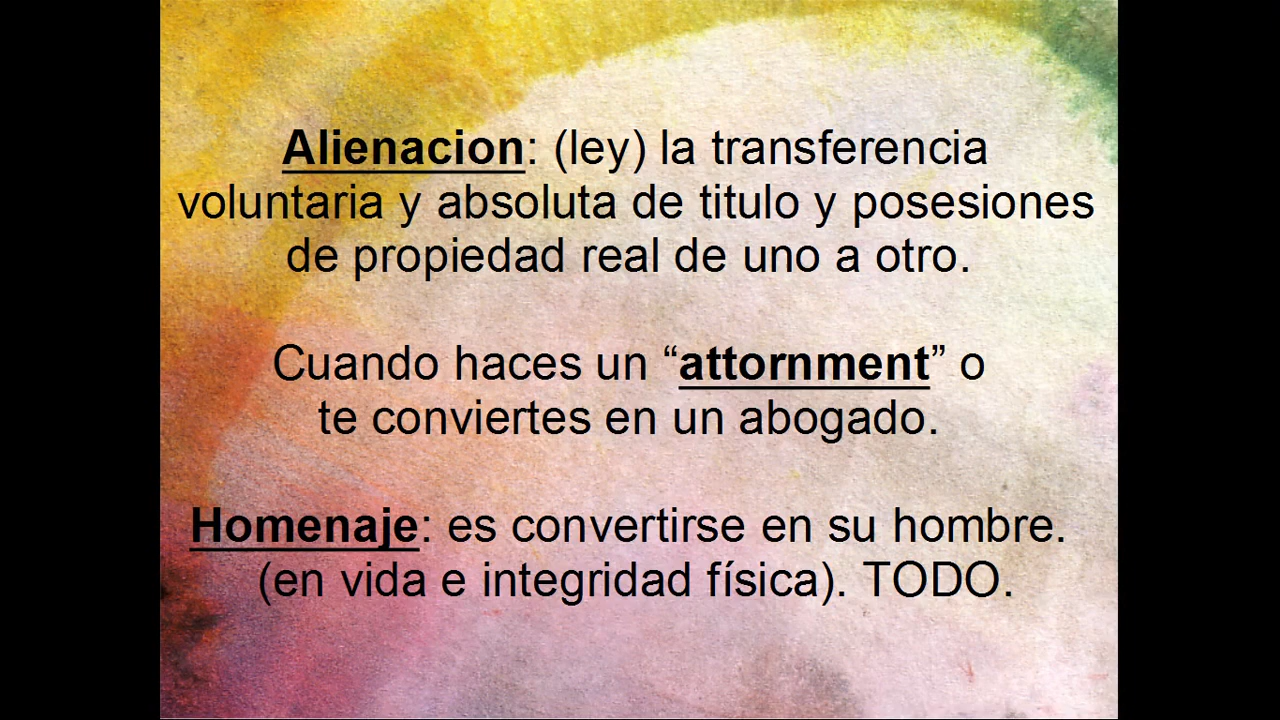 Alienacion: (ley) la transferencia
voluntaria y absoluta de titulo y posesiones
de propiedad real de uno a otro.
Cuando haces un “attornment” o
te conviertes en un abogado.
Homenaje: es convertirse en su hombre.
(en vida e integridad física). TODO.